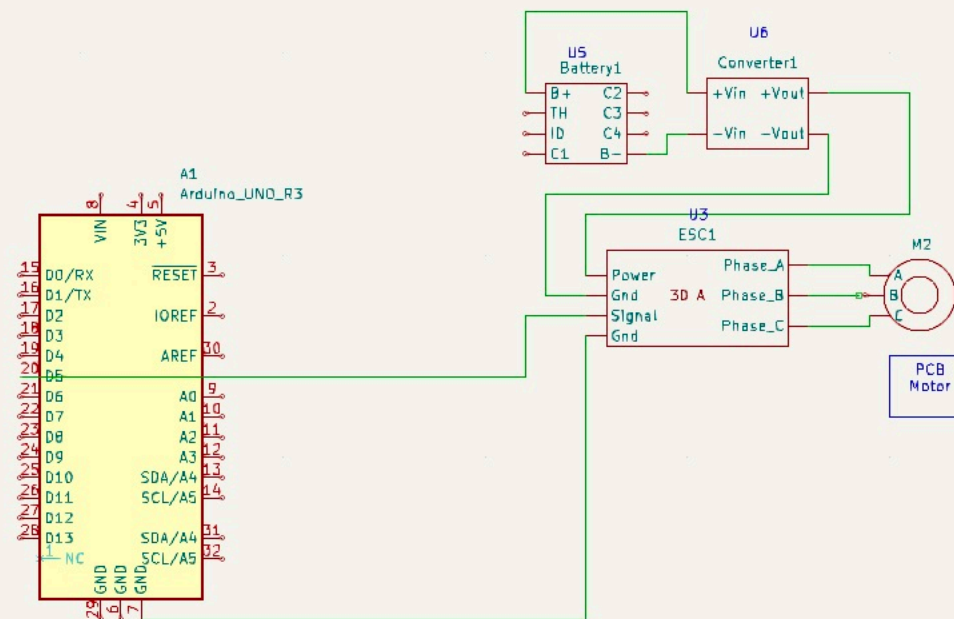 U5
Battery1
B+
TH
ID
C1
C2
C3
C4
B-
U6
Converter1
+Vin
-Vin
+Vout
-Vout
A1
Arduino_UNO_R3
8
4
5
VIN
3V3
+5V
15 D0/RX
16 D1/TX
17 D2
18 D3
19 D4
20 D5
21 D6
22 D7
23 D8
24 D9
25 D10
26 D11
27 D12
28 D13
1 NC
RESET 3
IOREF 2
AREF 30
A0 9
A1 10
A2 11
A3 12
SDA/A4 13
SCL/A5 14
SDA/A4 31
SCL/A5 32
GND
GND
GND
29
6
7
U3
ESC1
Power
Gnd
Signal
Gnd
3D A
Phase_A
Phase_B
Phase_C
M2
A
B
C
PCB
Motor